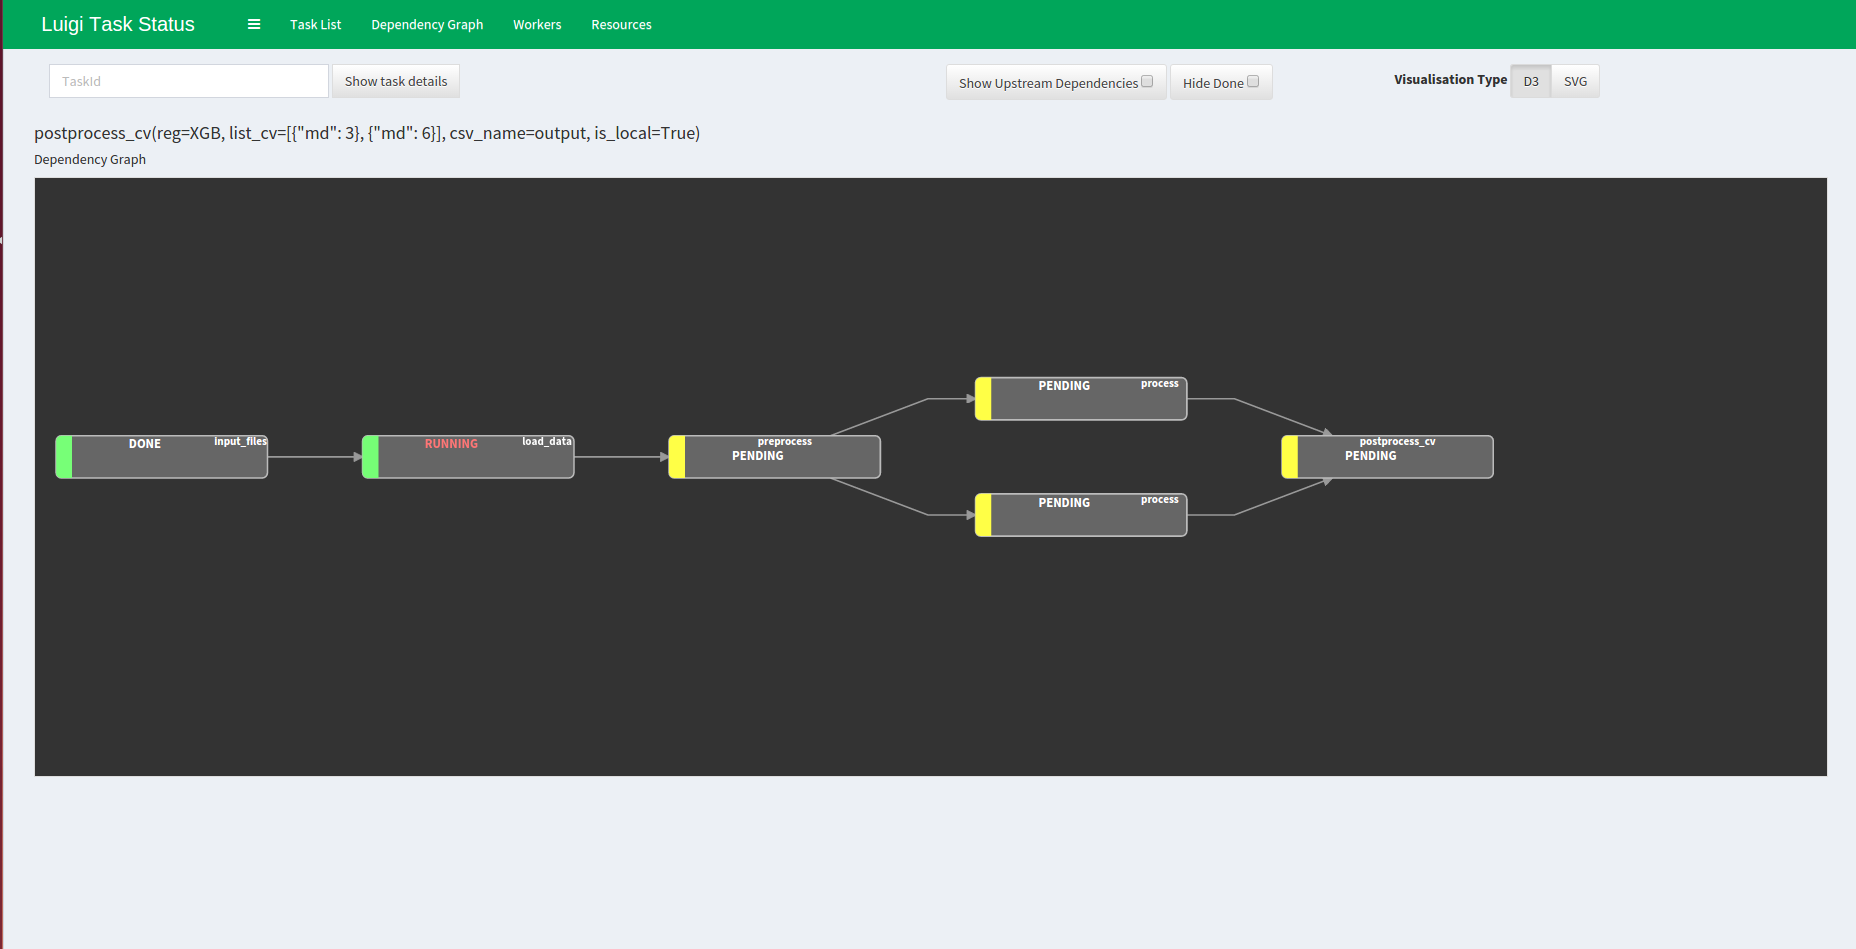 Luigi Task Status Task List Dependency Graph Workers Resources
TaskId Show task details Show Upstream Dependencies Hide Done Visualisation Type D3 SVG
postprocess_cv(reg=XGB, list_cv=[{"md": 3}, {"md": 6}], csv_name=output, is_local=True)
Dependency Graph
DONE input_files
RUNNING load_data
preprocess
PENDING
PENDING process
PENDING process
postprocess_cv
PENDING